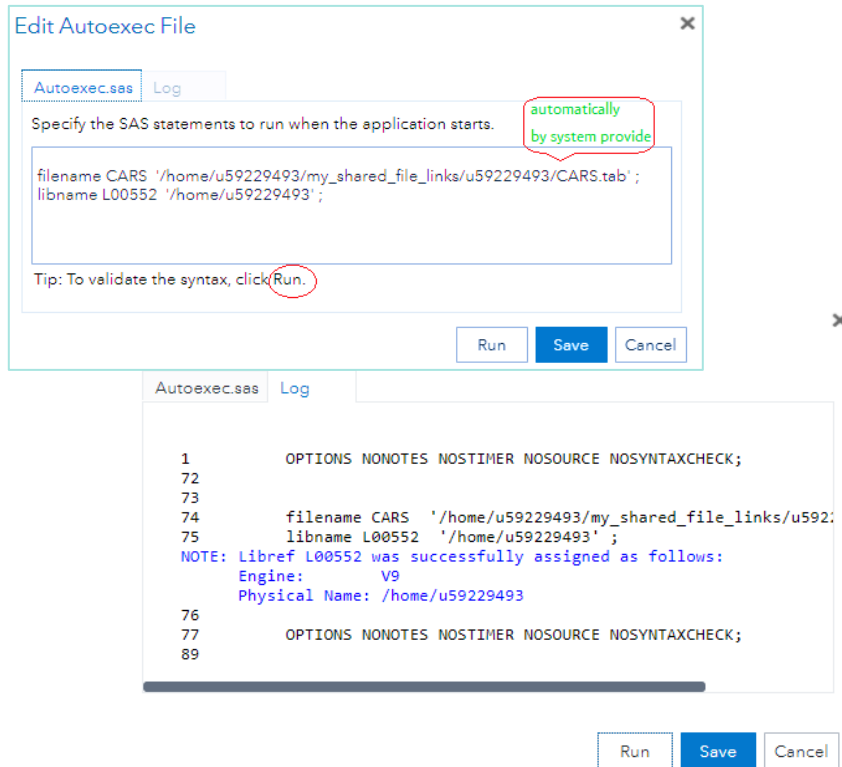 Edit Autoexec File
Autoexec.sas Log
Specify the SAS statements to run when the application starts.
automatically
by system provide
filename CARS '/home/u59229493/my_shared_file_links/u59229493/CARS.tab' ;
libname L00552 '/home/u59229493' ;
Tip: To validate the syntax, click Run.
Run Save Cancel
Autoexec.sas Log
1 OPTIONS NONOTES NOSTIMER NOSOURCE NOSYNTAXCHECK;
72
73
74 filename CARS '/home/u59229493/my_shared_file_links/u592
75 libname L00552 '/home/u59229493' ;
NOTE: Libref L00552 was successfully assigned as follows:
Engine: V9
Physical Name: /home/u59229493
76
77 OPTIONS NONOTES NOSTIMER NOSOURCE NOSYNTAXCHECK;
89
Run Save Cancel